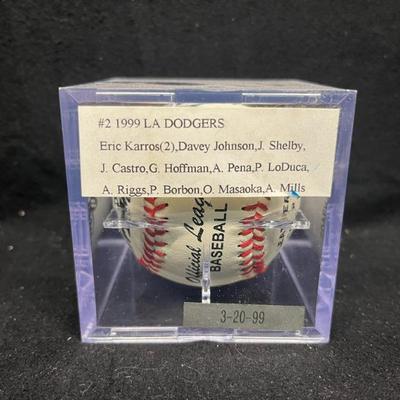 #2 1999 LA DODGERS
Eric Karros(2),Davey Johnson,J. Shelby,
J. Castro,G. Hoffman,A. Pena,P. LoDuca,
A. Riggs,P. Borbon,O. Masaoka,A. Mills
Official League
BASEBALL
3-20-99